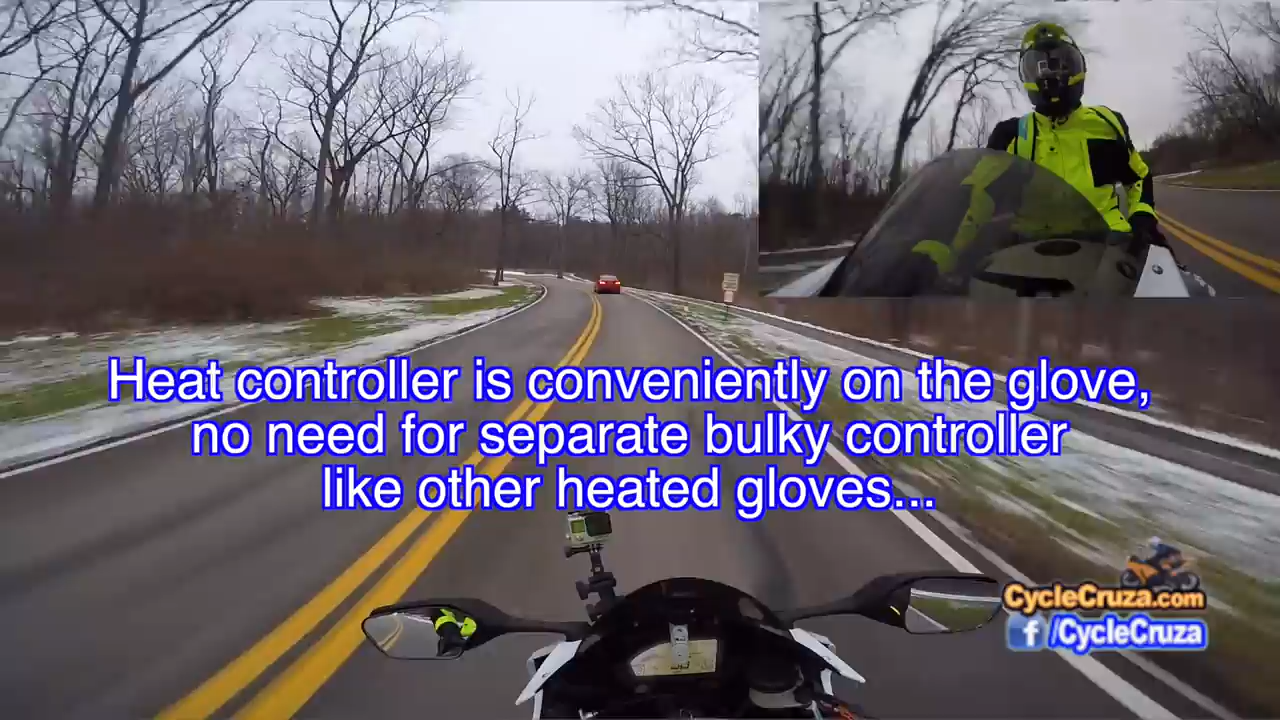 Heat controller is conveniently on the glove,
no need for separate bulky controller
like other heated gloves...
CycleCruza.com
f /CycleCruza